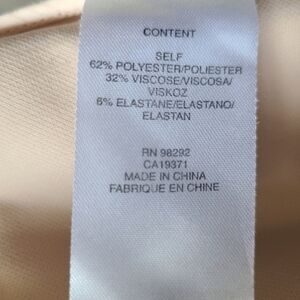 CONTENT
SELF
62% POLYESTER/POLIESTER
32% VISCOSE/VISCOSA/
VISKOZ
6% ELASTANE/ELASTANO/
ELASTAN
RN 98292
CA19371
MADE IN CHINA
FABRIQUE EN CHINE